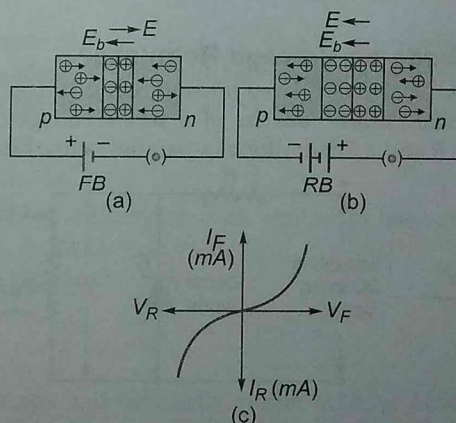 E E
E_b E_b
p n p n
+ − − +
FB RB
(a) (b)
I_F
(mA)
V_R V_F
I_R (mA)
(c)